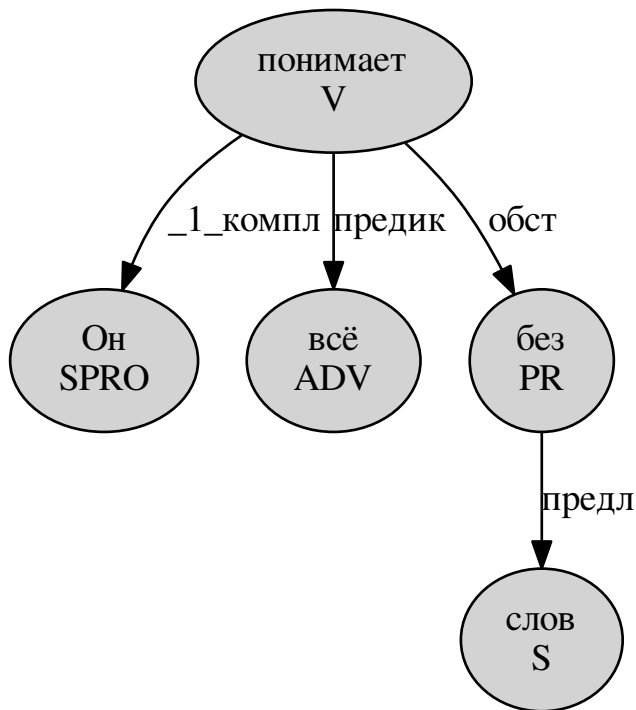 понимает
V
_1_компл
предик
обст
Он
SPRO
всё
ADV
без
PR
предл
слов
S